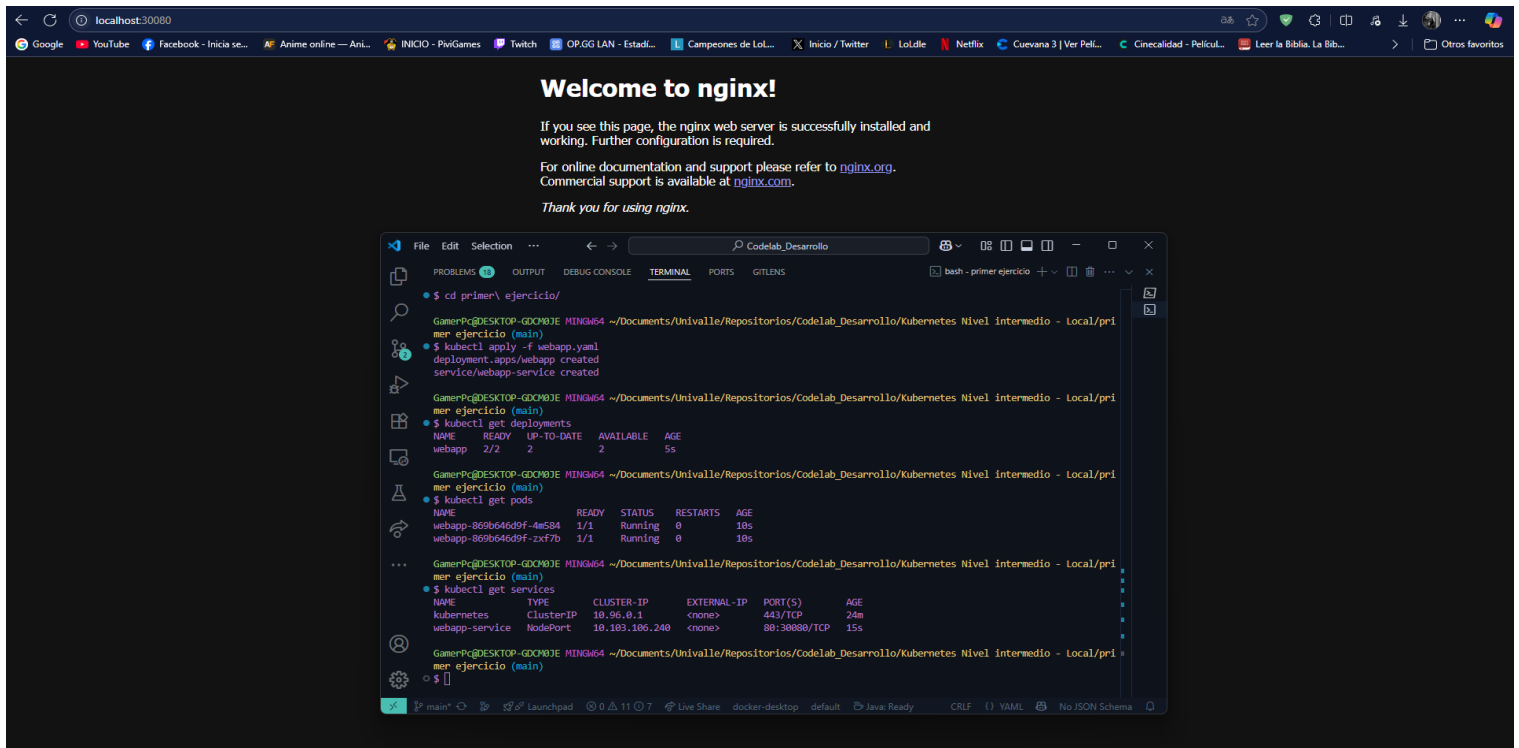 localhost:30080
Google YouTube Facebook - Inicia se... Anime online — Ani... INICIO - PiviGames Twitch OP.GG LAN - Estadí... Campeones de LoL... Inicio / Twitter LoLdle Netflix Cuevana 3 | Ver Pelí... Cinecalidad - Películ... Leer la Biblia. La Bib... Otros favoritos
Welcome to nginx!
If you see this page, the nginx web server is successfully installed and
working. Further configuration is required.
For online documentation and support please refer to nginx.org.
Commercial support is available at nginx.com.
Thank you for using nginx.
File Edit Selection ··· Codelab_Desarrollo
PROBLEMS 18 OUTPUT DEBUG CONSOLE TERMINAL PORTS GITLENS bash - primer ejercicio
$ cd primer\ ejercicio/
GamerPc@DESKTOP-GDCM0JE MINGW64 ~/Documents/Univalle/Repositorios/Codelab_Desarrollo/Kubernetes Nivel intermedio - Local/pri
mer ejercicio (main)
$ kubectl apply -f webapp.yaml
deployment.apps/webapp created
service/webapp-service created
GamerPc@DESKTOP-GDCM0JE MINGW64 ~/Documents/Univalle/Repositorios/Codelab_Desarrollo/Kubernetes Nivel intermedio - Local/pri
mer ejercicio (main)
$ kubectl get deployments
NAME READY UP-TO-DATE AVAILABLE AGE
webapp 2/2 2 2 5s
GamerPc@DESKTOP-GDCM0JE MINGW64 ~/Documents/Univalle/Repositorios/Codelab_Desarrollo/Kubernetes Nivel intermedio - Local/pri
mer ejercicio (main)
$ kubectl get pods
NAME READY STATUS RESTARTS AGE
webapp-869b646d9f-4m584 1/1 Running 0 10s
webapp-869b646d9f-zxf7b 1/1 Running 0 10s
GamerPc@DESKTOP-GDCM0JE MINGW64 ~/Documents/Univalle/Repositorios/Codelab_Desarrollo/Kubernetes Nivel intermedio - Local/pri
mer ejercicio (main)
$ kubectl get services
NAME TYPE CLUSTER-IP EXTERNAL-IP PORT(S) AGE
kubernetes ClusterIP 10.96.0.1 <none> 443/TCP 24m
webapp-service NodePort 10.103.106.240 <none> 80:30080/TCP 15s
GamerPc@DESKTOP-GDCM0JE MINGW64 ~/Documents/Univalle/Repositorios/Codelab_Desarrollo/Kubernetes Nivel intermedio - Local/pri
mer ejercicio (main)
$
2
main* Launchpad 0 11 7 Live Share docker-desktop default Java: Ready CRLF {} YAML No JSON Schema